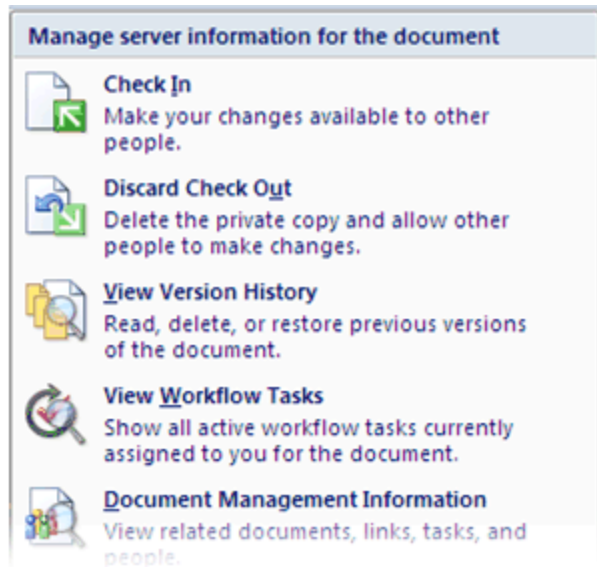 Manage server information for the document
Check In
Make your changes available to other
people.
Discard Check Out
Delete the private copy and allow other
people to make changes.
View Version History
Read, delete, or restore previous versions
of the document.
View Workflow Tasks
Show all active workflow tasks currently
assigned to you for the document.
Document Management Information
View related documents, links, tasks, and
people.